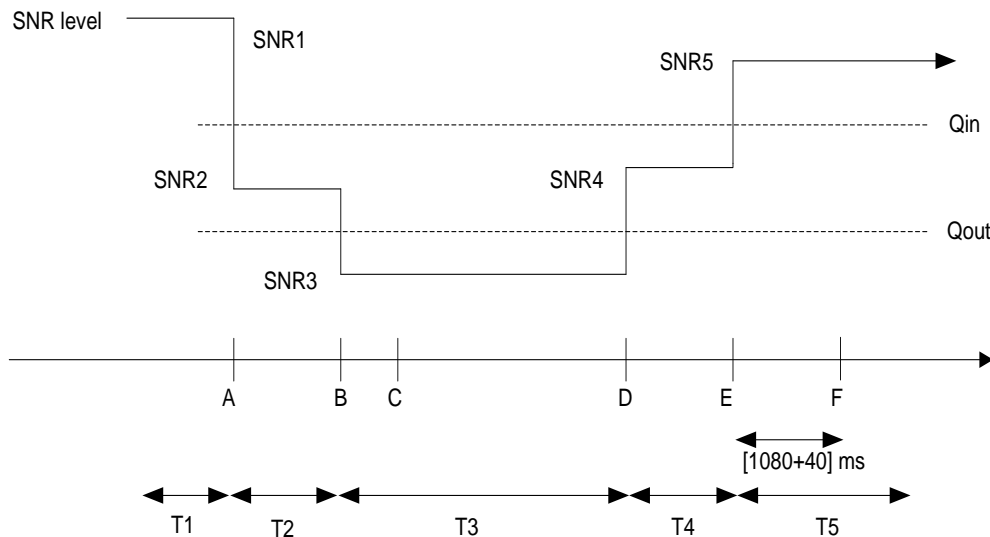 SNR level
SNR1
SNR5
Qin
SNR2
SNR4
Qout
SNR3
A
B
C
D
E
F
[1080+40] ms
T1
T2
T3
T4
T5